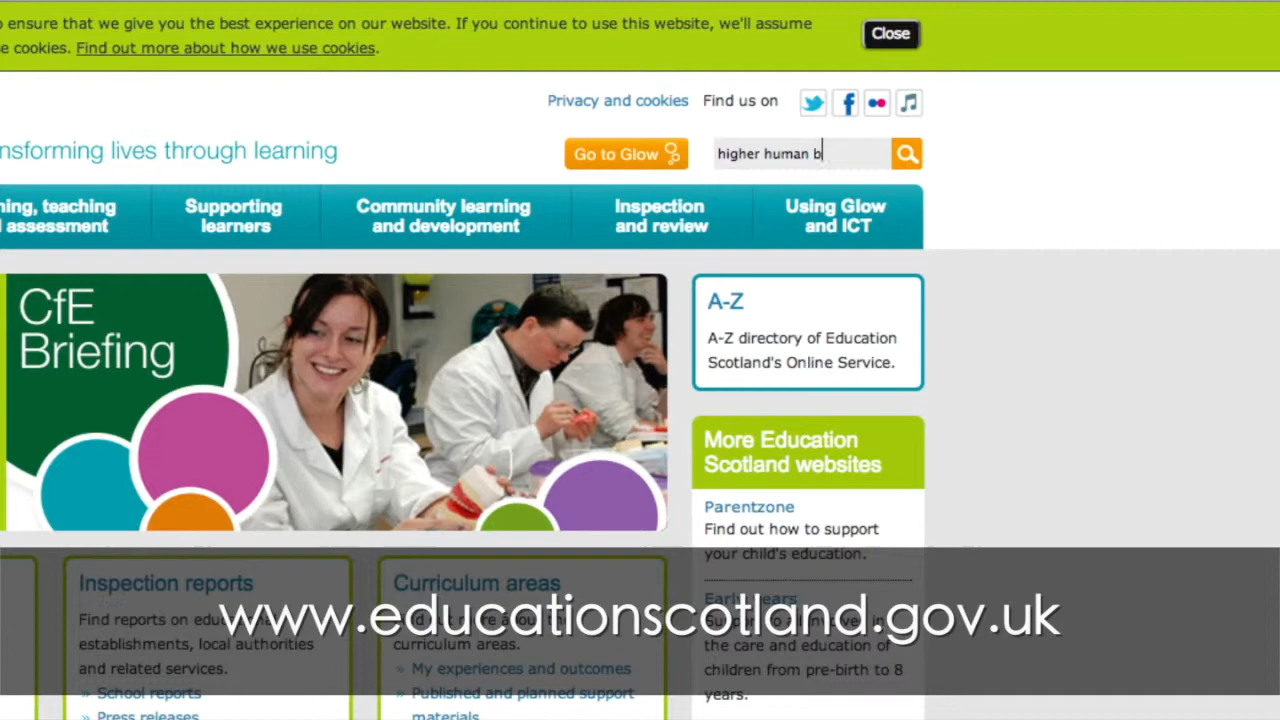 ensure that we give you the best experience on our website. If you continue to use this website, we'll assume
e cookies. Find out more about how we use cookies.
Close
Privacy and cookies
Find us on
nsforming lives through learning
Go to Glow
higher human b
ning, teaching
assessment
Supporting
learners
Community learning
and development
Inspection
and review
Using Glow
and ICT
CfE
Briefing
A-Z
A-Z directory of Education
Scotland's Online Service.
More Education
Scotland websites
Parentzone
Find out how to support
your child's education.
Early years
the care and education of
children from pre-birth to 8
years.
Inspection reports
Find reports on
establishments, local authorities
and related services.
» School reports
» Press releases
Curriculum areas
curriculum areas.
» My experiences and outcomes
» Published and planned support
materials
www.educationscotland.gov.uk